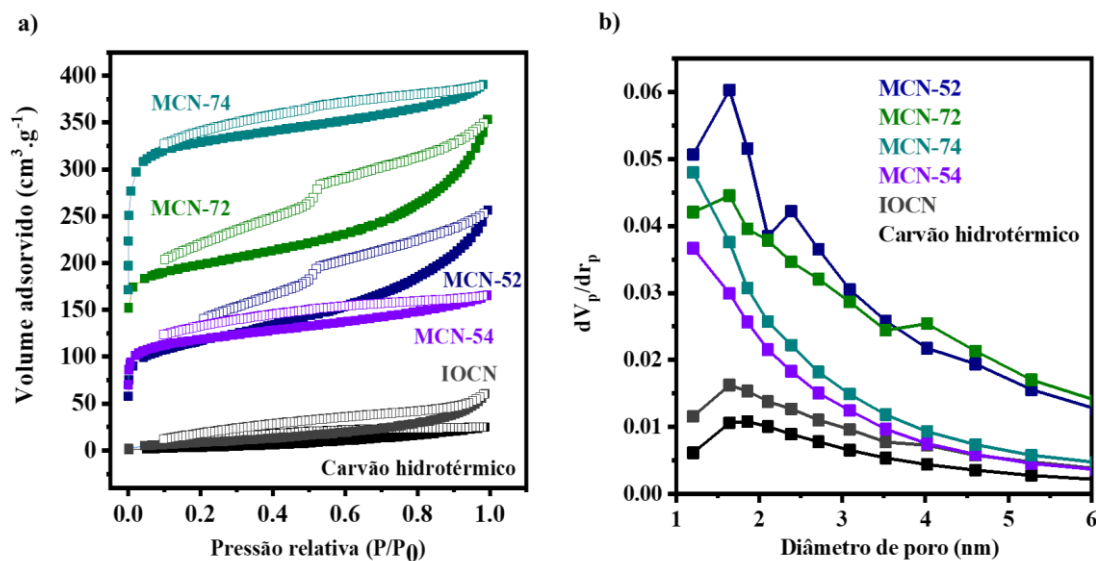 a)
Volume adsorvido (cm³.g⁻¹)
400
350
300
250
200
150
100
50
0
MCN-74
MCN-72
MCN-52
MCN-54
IOCN
Carvão hidrotérmico
0.0 0.2 0.4 0.6 0.8 1.0
Pressão relativa (P/P0)
b)
dVp/drp
0.06
0.05
0.04
0.03
0.02
0.01
0.00
MCN-52
MCN-72
MCN-74
MCN-54
IOCN
Carvão hidrotérmico
1 2 3 4 5 6
Diâmetro de poro (nm)